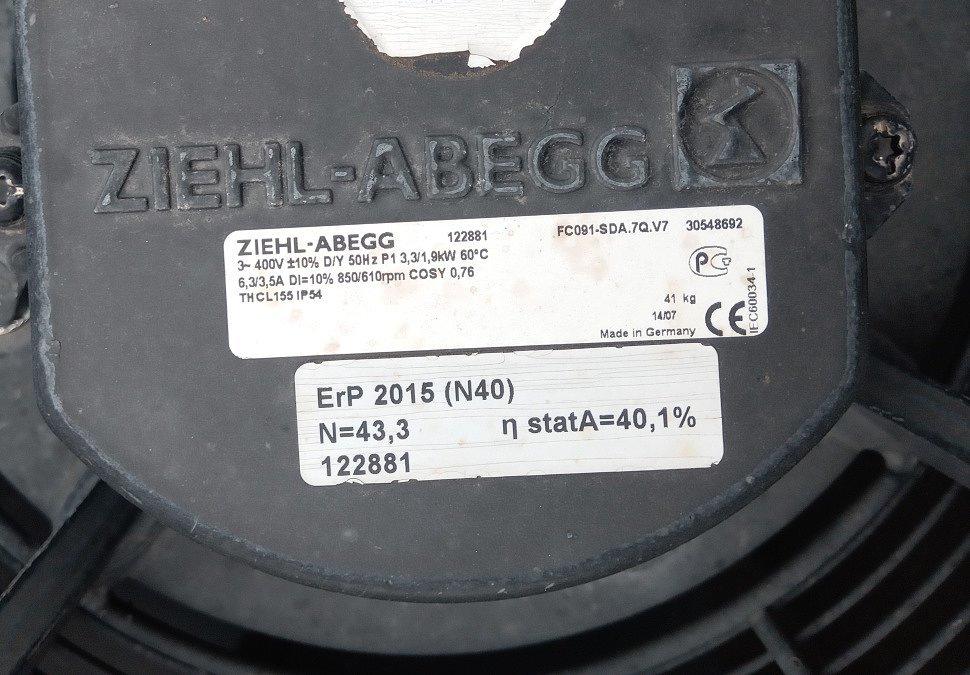 ZIEHL-ABEGG
ZIEHL-ABEGG 122881 FC091-SDA.7Q.V7 30548692
3~ 400V ±10% D/Y 50Hz P1 3,3/1,9kW 60°C
6,3/3,5A DI=10% 850/610rpm COSY 0,76
THCL155 IP54
PC
41 kg
14/07
Made in Germany CE
IEC60034-1
ErP 2015 (N40)
N=43,3 η statA=40,1%
122881